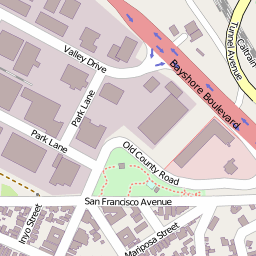 Caltrain
Tunnel Avenue
Valley Drive
Bayshore Boulevard
Park Lane
Park Lane
Old County Road
San Francisco Avenue
Inyo Street
Mariposa Street